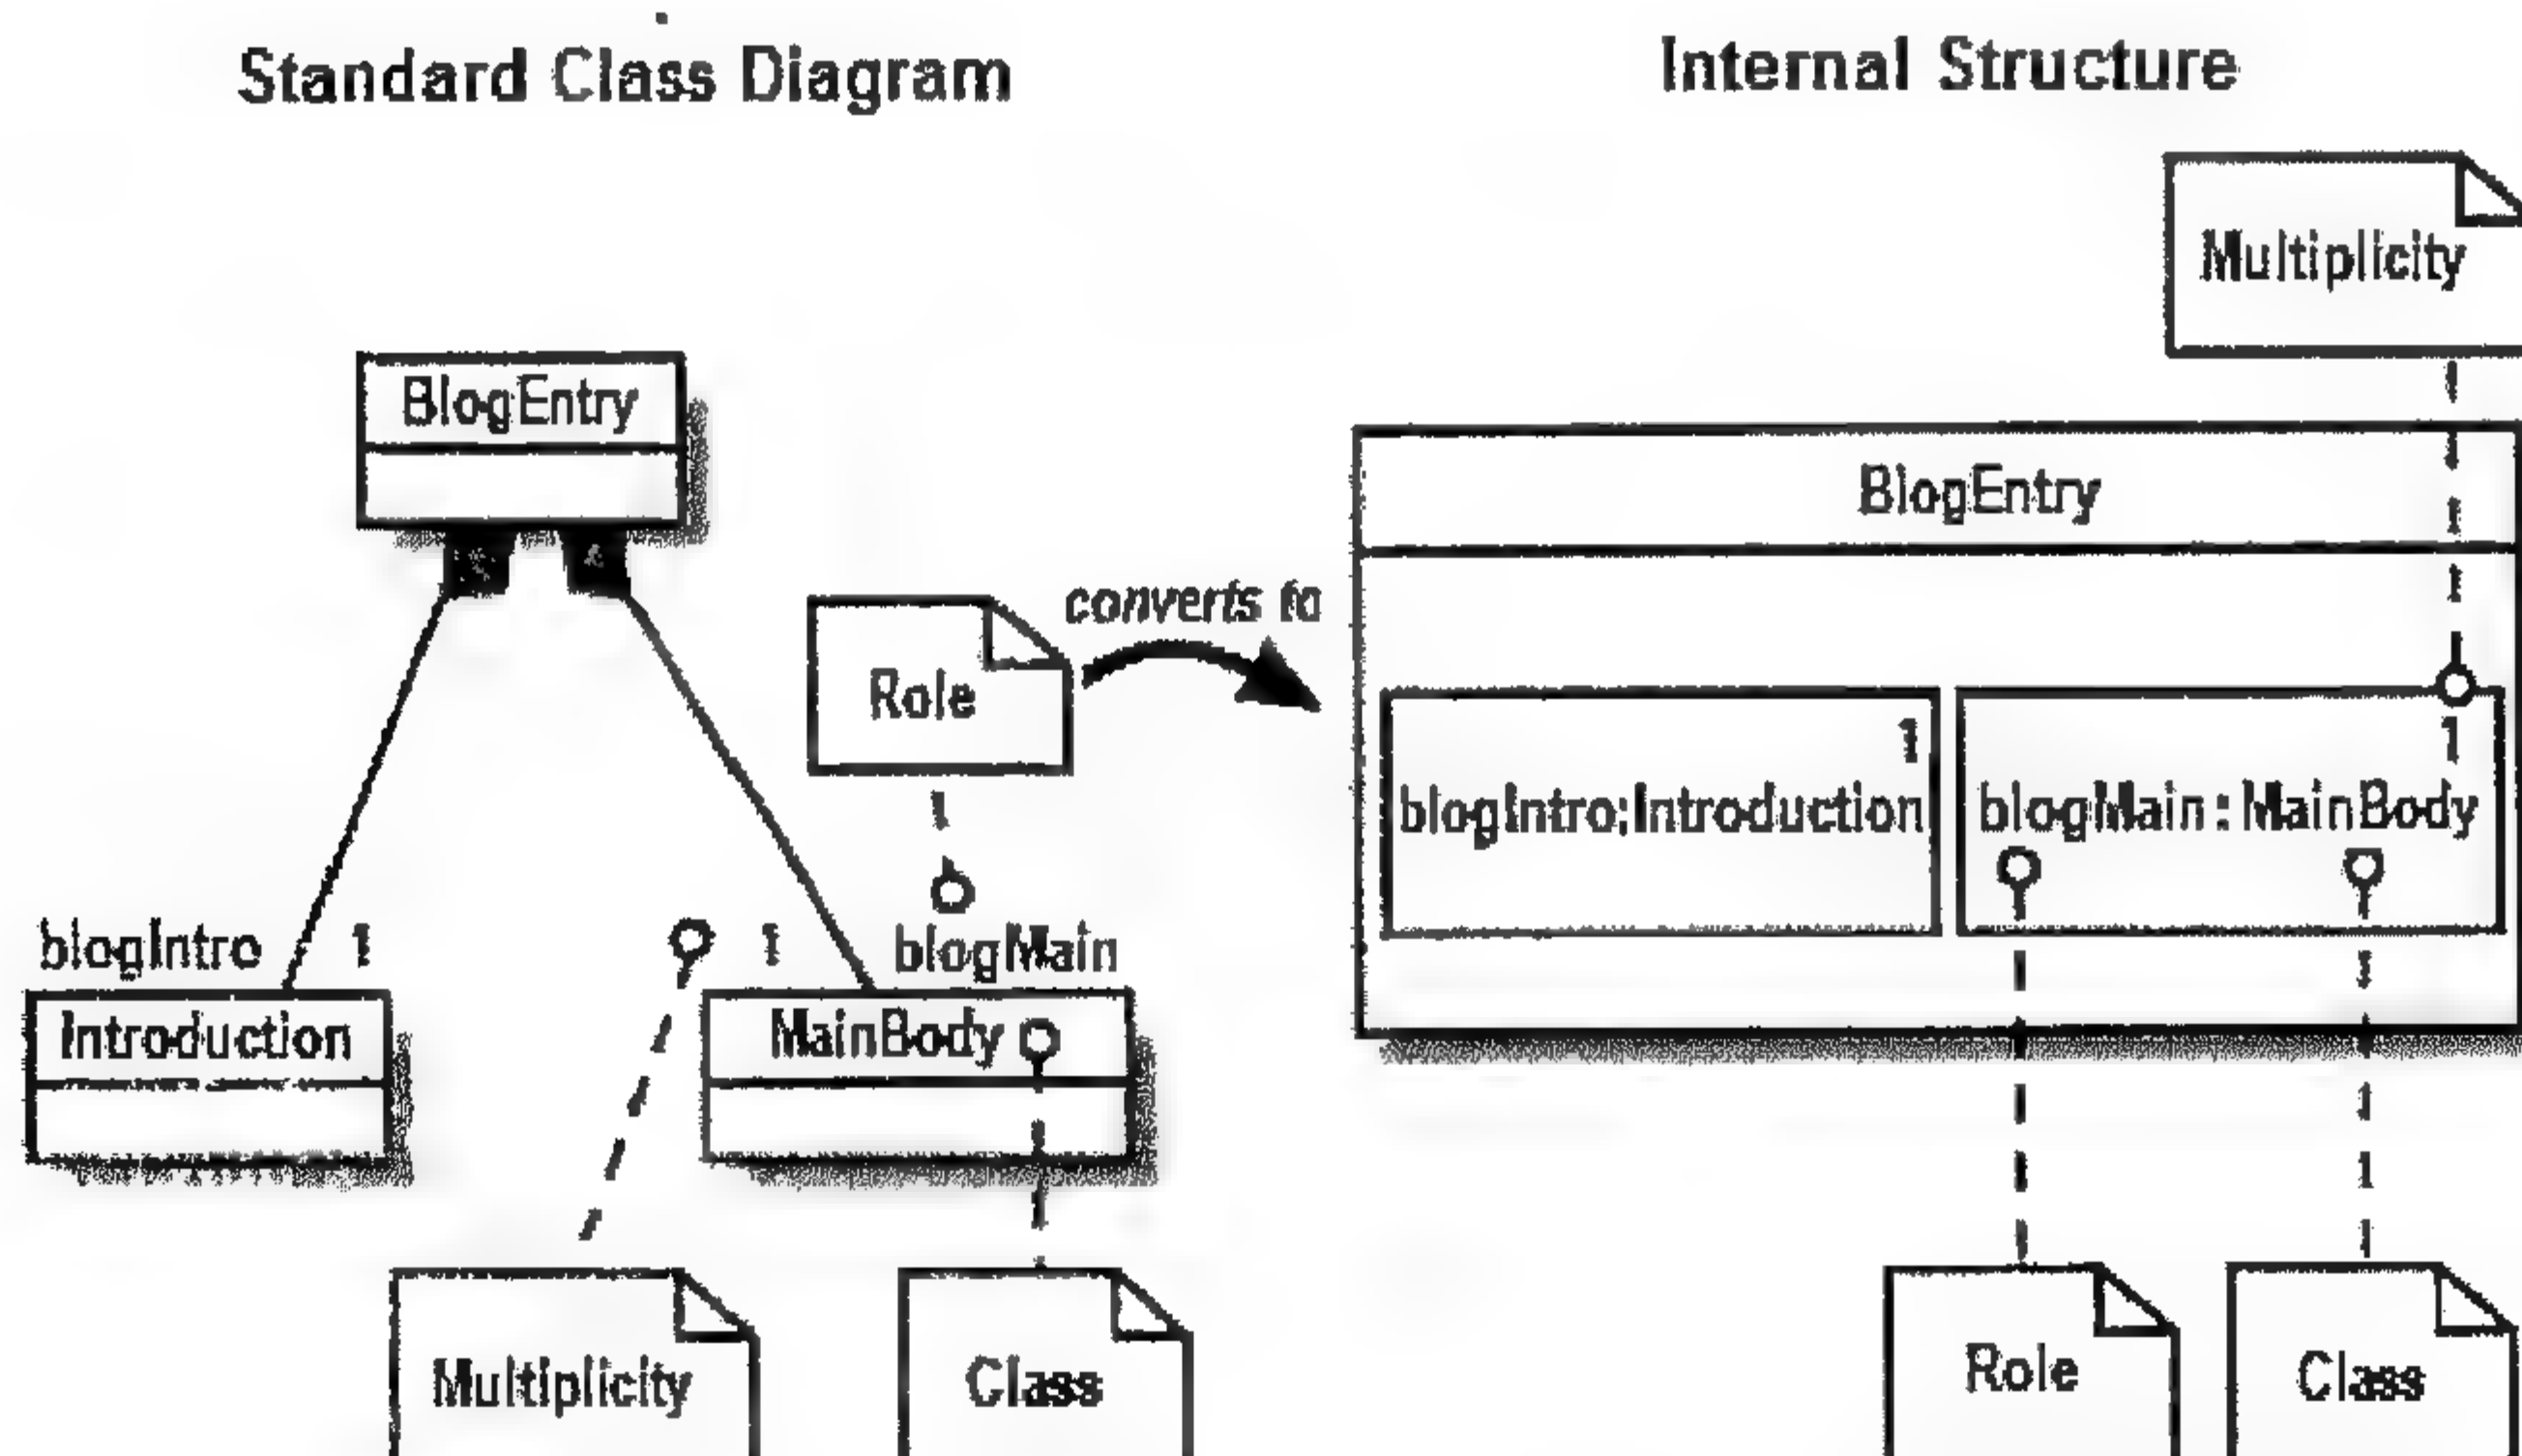 Standard Class Diagram
Internal Structure
Multiplicity
BlogEntry
BlogEntry
converts to
Role
1
1
blogIntro:Introduction
blogMain:MainBody
blogIntro
1
1
blogMain
Introduction
MainBody
Multiplicity
Class
Role
Class